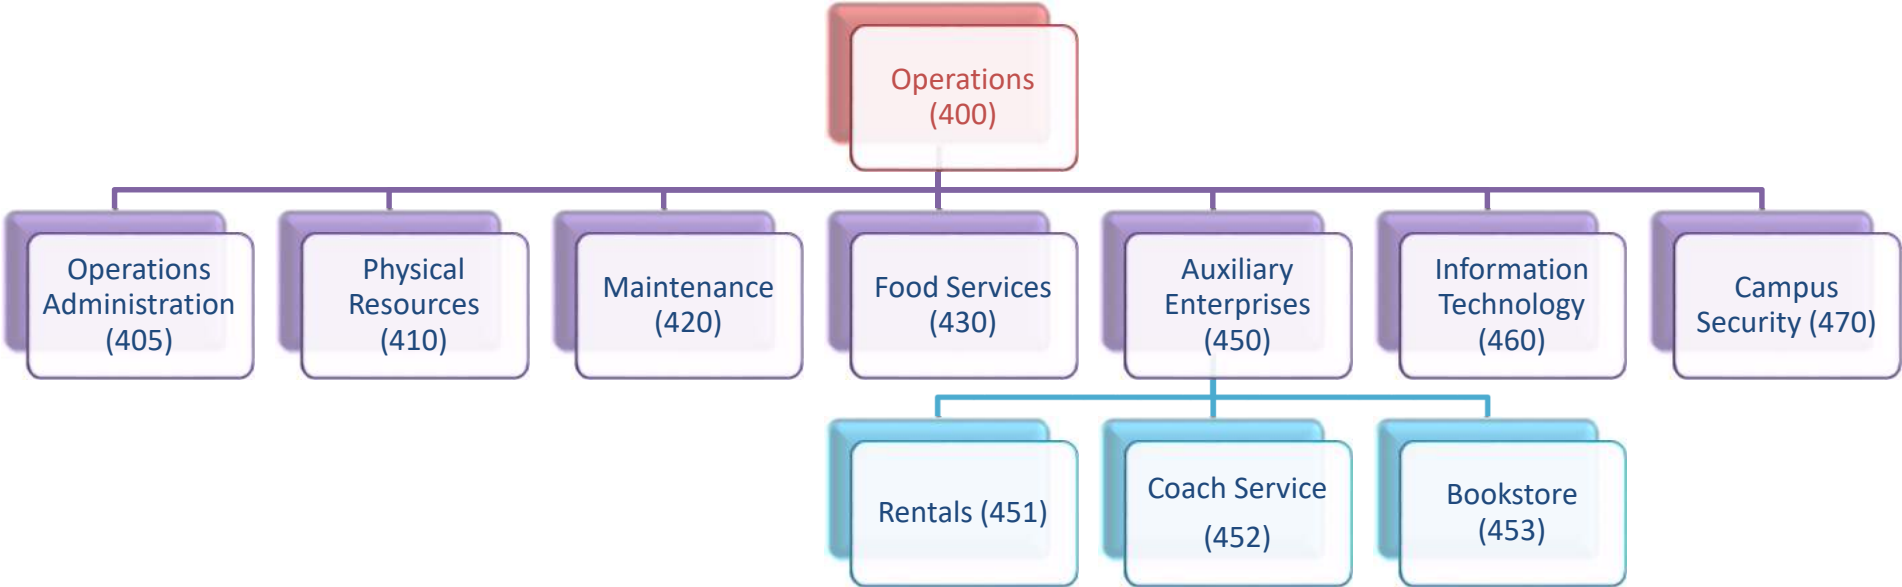 Operations
(400)
Operations
Administration
(405)
Physical
Resources
(410)
Maintenance
(420)
Food Services
(430)
Auxiliary
Enterprises
(450)
Information
Technology
(460)
Campus
Security (470)
Rentals (451)
Coach Service
(452)
Bookstore
(453)